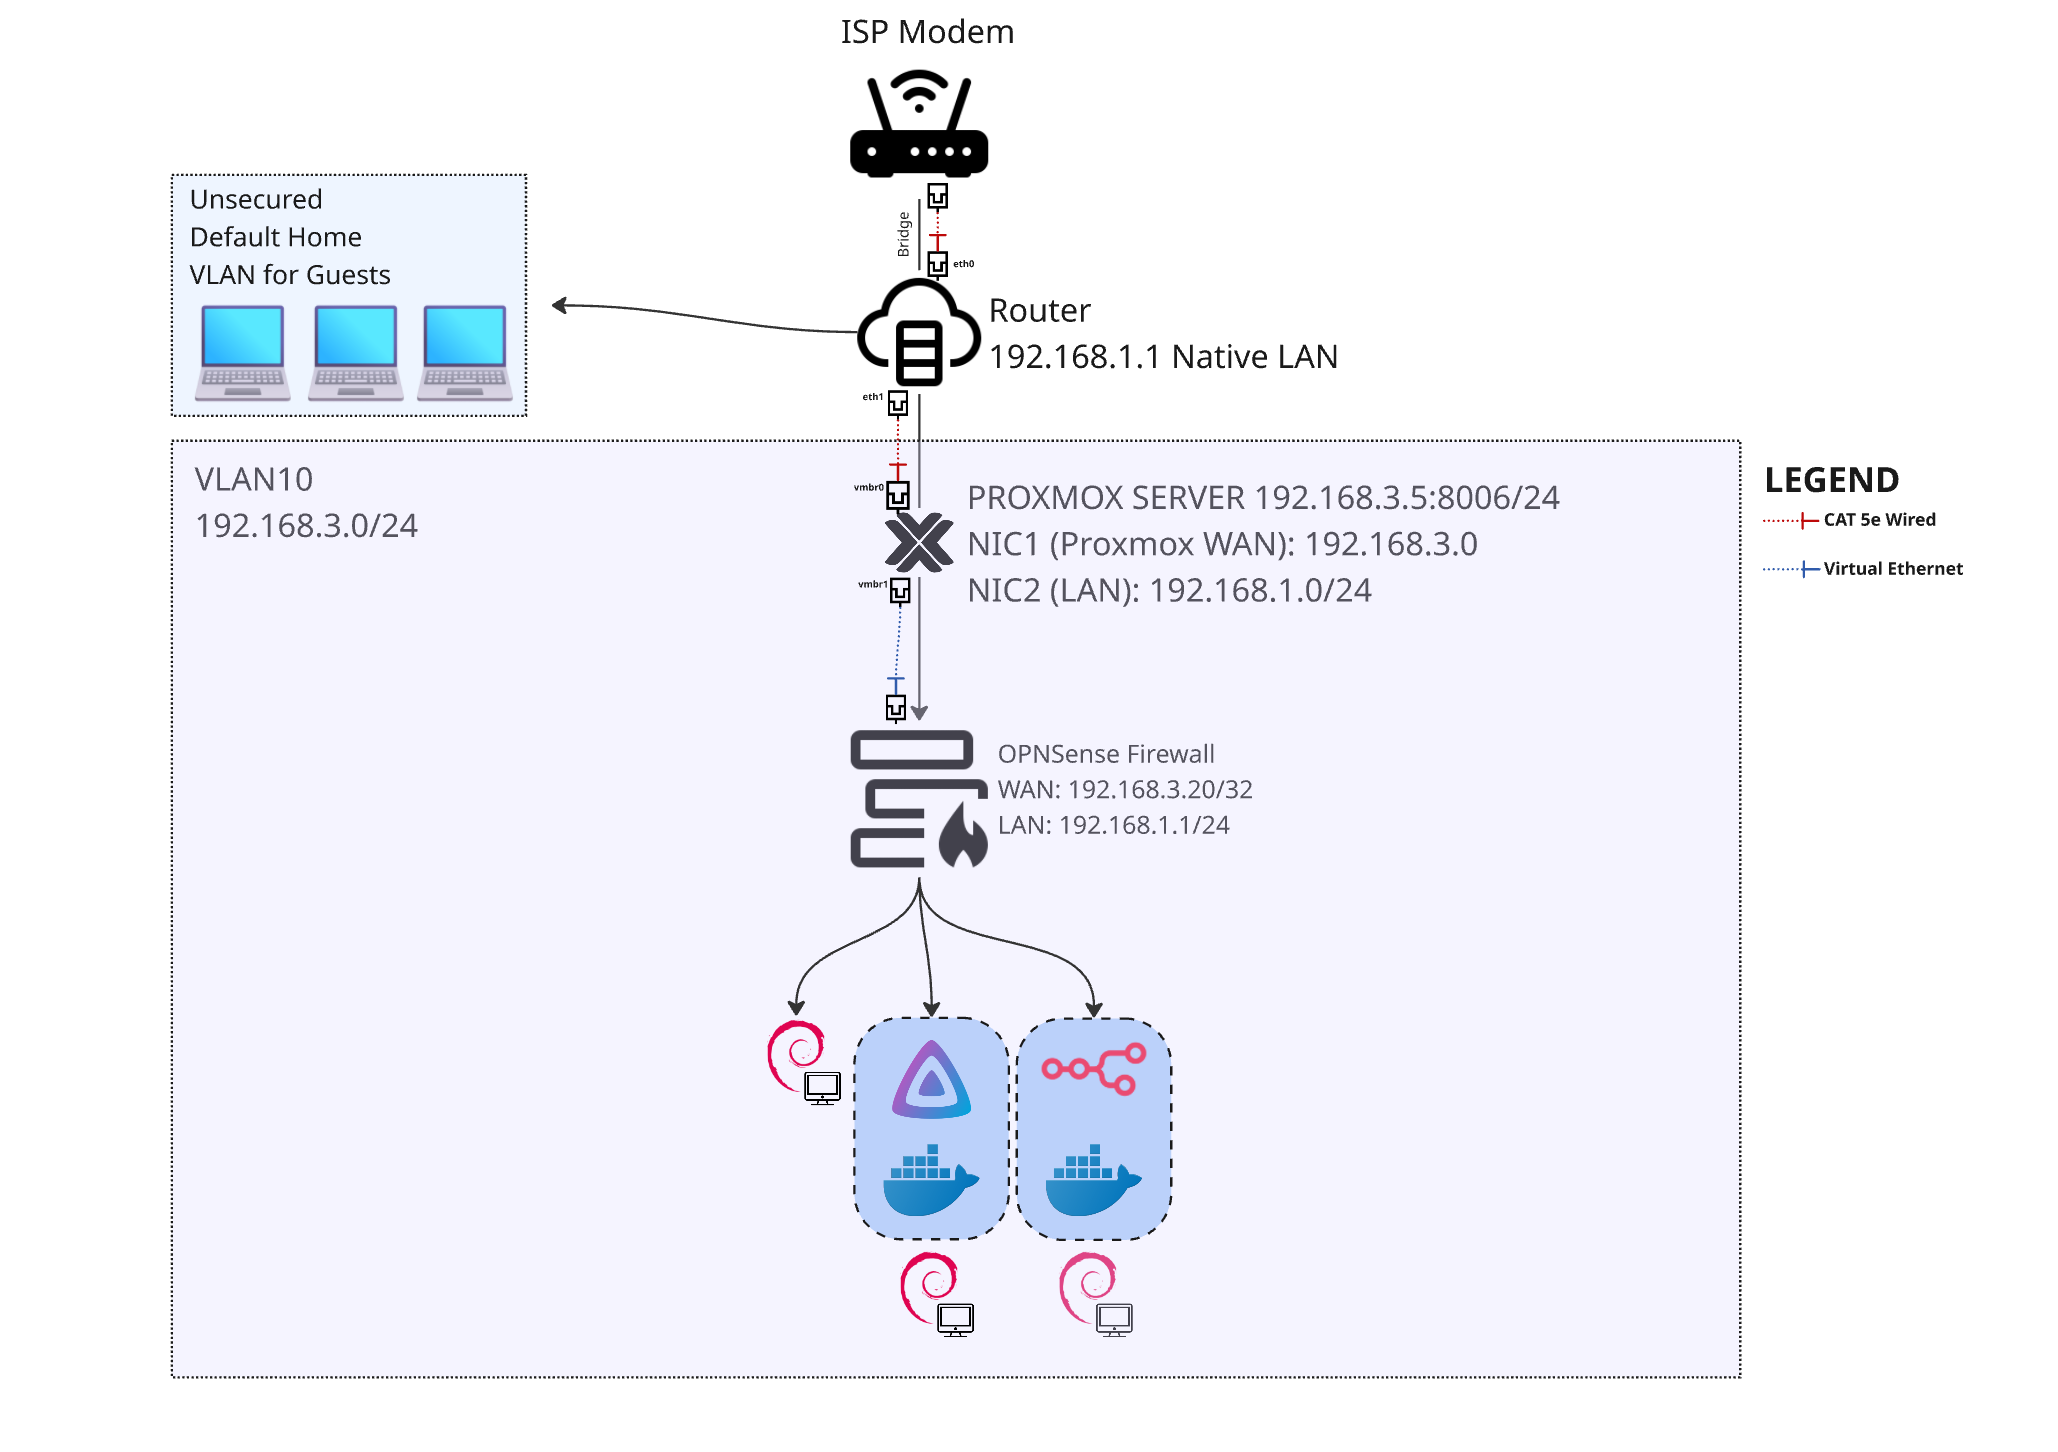 ISP Modem
Unsecured
Default Home
VLAN for Guests
Bridge
eth0
Router
192.168.1.1 Native LAN
eth1
VLAN10
192.168.3.0/24
vmbr0
PROXMOX SERVER 192.168.3.5:8006/24
NIC1 (Proxmox WAN): 192.168.3.0
NIC2 (LAN): 192.168.1.0/24
vmbr1
LEGEND
CAT 5e Wired
Virtual Ethernet
OPNSense Firewall
WAN: 192.168.3.20/32
LAN: 192.168.1.1/24